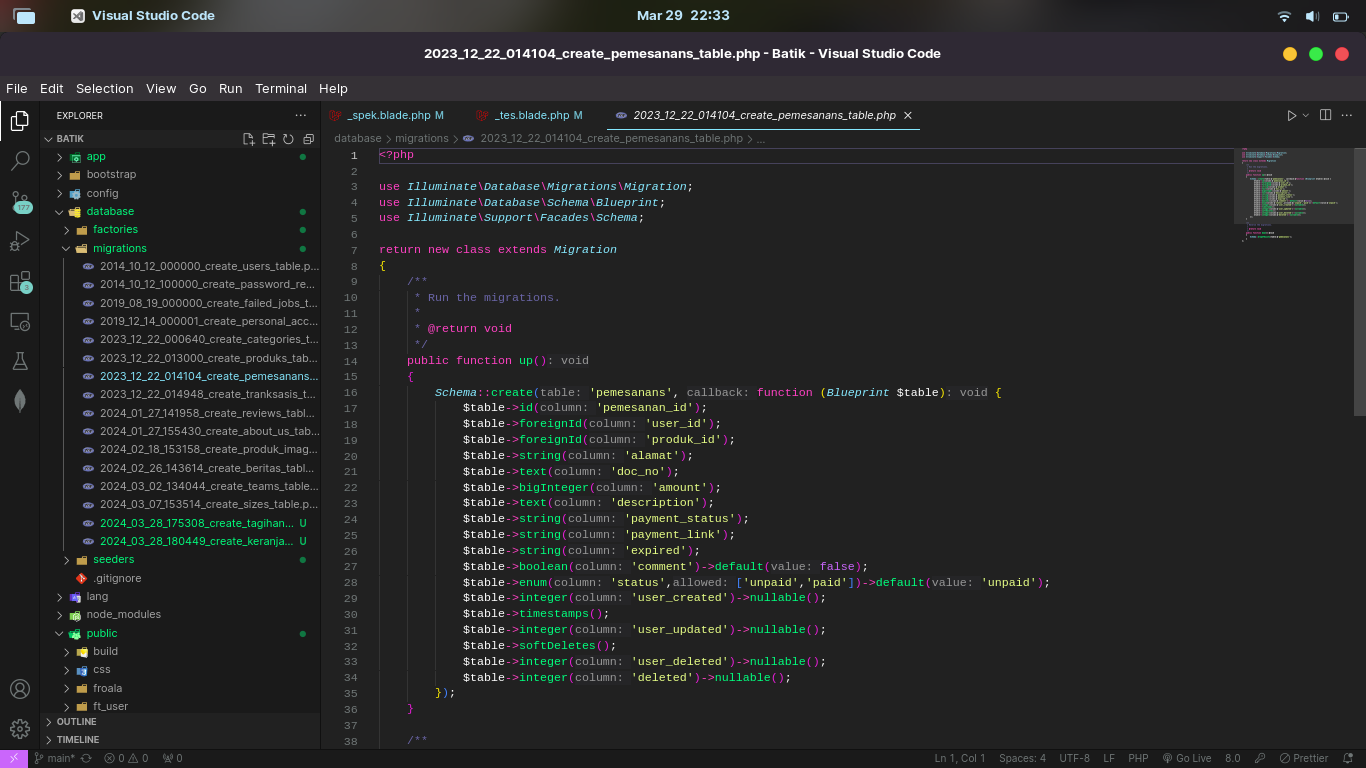 Visual Studio Code
Mar 29 22:33
2023_12_22_014104_create_pemesanans_table.php - Batik - Visual Studio Code
File Edit Selection View Go Run Terminal Help
EXPLORER ...
_spek.blade.php M
_tes.blade.php M
2023_12_22_014104_create_pemesanans_table.php
BATIK
database > migrations > 2023_12_22_014104_create_pemesanans_table.php > ...
app
bootstrap
config
database
factories
migrations
2014_10_12_000000_create_users_table.p...
2014_10_12_100000_create_password_re...
2019_08_19_000000_create_failed_jobs_t...
2019_12_14_000001_create_personal_acc...
2023_12_22_000640_create_categories_t...
2023_12_22_013000_create_produks_tab...
2023_12_22_014104_create_pemesanans...
2023_12_22_014948_create_tranksasis_t...
2024_01_27_141958_create_reviews_tabl...
2024_01_27_155430_create_about_us_tab...
2024_02_18_153158_create_produk_imag...
2024_02_26_143614_create_beritas_tabl...
2024_03_02_134044_create_teams_table...
2024_03_07_153514_create_sizes_table.p...
2024_03_28_175308_create_tagihan... U
2024_03_28_180449_create_keranja... U
seeders
.gitignore
lang
node_modules
public
build
css
froala
ft_user
OUTLINE
TIMELINE
177
3
1 <?php
2
3 use Illuminate\Database\Migrations\Migration;
4 use Illuminate\Database\Schema\Blueprint;
5 use Illuminate\Support\Facades\Schema;
6
7 return new class extends Migration
8 {
9 /**
10 * Run the migrations.
11 *
12 * @return void
13 */
14 public function up(): void
15 {
16 Schema::create(table: 'pemesanans', callback: function (Blueprint $table): void {
17 $table->id(column: 'pemesanan_id');
18 $table->foreignId(column: 'user_id');
19 $table->foreignId(column: 'produk_id');
20 $table->string(column: 'alamat');
21 $table->text(column: 'doc_no');
22 $table->bigInteger(column: 'amount');
23 $table->text(column: 'description');
24 $table->string(column: 'payment_status');
25 $table->string(column: 'payment_link');
26 $table->string(column: 'expired');
27 $table->boolean(column: 'comment')->default(value: false);
28 $table->enum(column: 'status',allowed: ['unpaid','paid'])->default(value: 'unpaid');
29 $table->integer(column: 'user_created')->nullable();
30 $table->timestamps();
31 $table->integer(column: 'user_updated')->nullable();
32 $table->softDeletes();
33 $table->integer(column: 'user_deleted')->nullable();
34 $table->integer(column: 'deleted')->nullable();
35 });
36 }
37
38 /**
main* 0 0 0 Ln 1, Col 1 Spaces: 4 UTF-8 LF PHP Go Live 8.0 Prettier